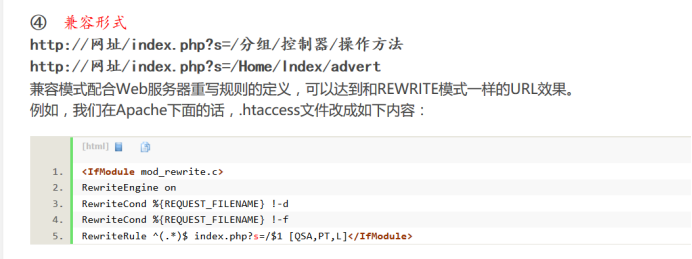 ④ 兼容形式
http://网址/index.php?s=/分组/控制器/操作方法
http://网址/index.php?s=/Home/Index/advert
兼容模式配合Web服务器重写规则的定义，可以达到和REWRITE模式一样的URL效果。
例如，我们在Apache下面的话，.htaccess文件改成如下内容：
[html]
1. <IfModule mod_rewrite.c>
2. RewriteEngine on
3. RewriteCond %{REQUEST_FILENAME} !-d
4. RewriteCond %{REQUEST_FILENAME} !-f
5. RewriteRule ^(.*)$ index.php?s=/$1 [QSA,PT,L]</IfModule>